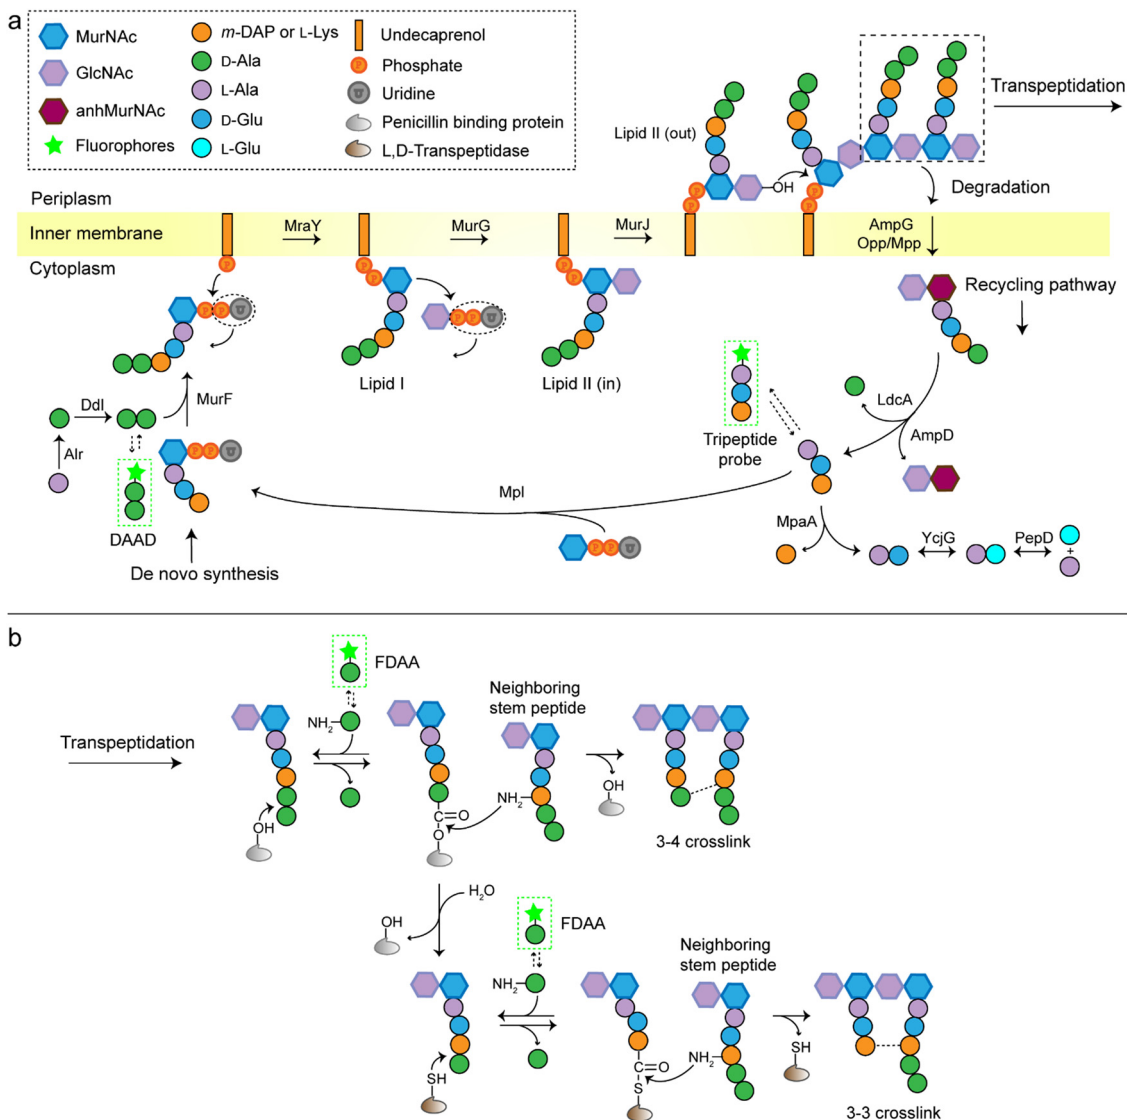 a
MurNAc
GlcNAc
anhMurNAc
Fluorophores
m-DAP or L-Lys
D-Ala
L-Ala
D-Glu
L-Glu
Undecaprenol
P Phosphate
U Uridine
Penicillin binding protein
L,D-Transpeptidase
Lipid II (out)
OH
P
P
P
P
Transpeptidation
Degradation
Periplasm
Inner membrane
Cytoplasm
MraY
MurG
MurJ
AmpG
Opp/Mpp
Recycling pathway
P
P P U
P
P
P P U
P
P
Lipid I
Lipid II (in)
Ddl
MurF
Alr
P P U
DAAD
De novo synthesis
Tripeptide
probe
LdcA
AmpD
Mpl
P P U
MpaA
YcjG
PepD
+
b
Transpeptidation
FDAA
NH2
OH
C=O
O
Neighboring
stem peptide
NH2
OH
3-4 crosslink
H2O
OH
FDAA
NH2
SH
C=O
S
Neighboring
stem peptide
NH2
SH
3-3 crosslink